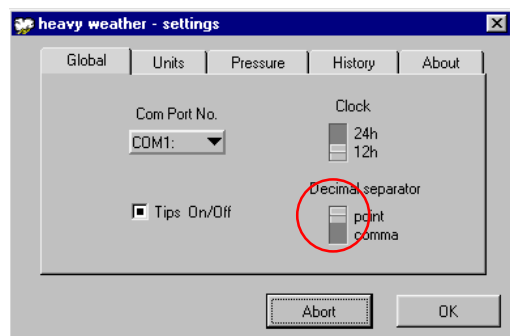 heavy weather - settings
Global Units Pressure History About
Com Port No.
COM1:
Clock
24h
12h
Tips On/Off
Decimal separator
point
comma
Abort OK